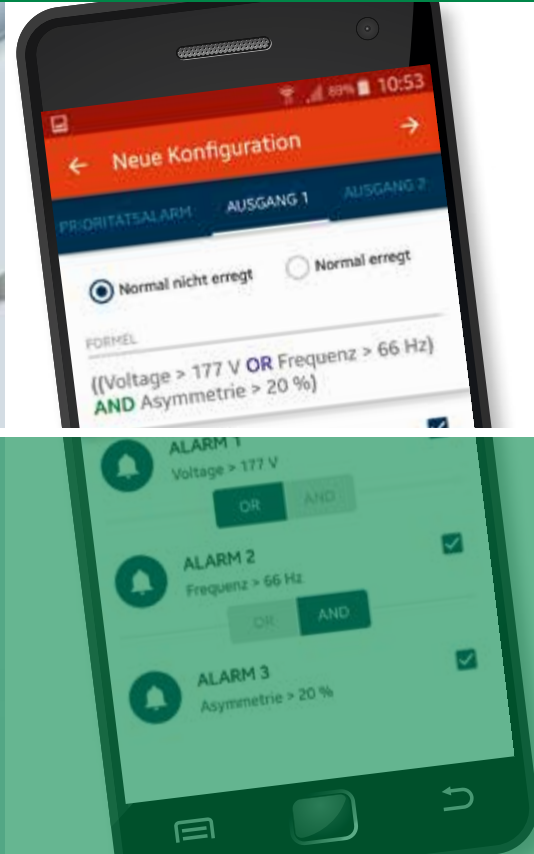 89% 10:53
Neue Konfiguration
PRIORITÄTSALARM AUSGANG 1 AUSGANG 2
Normal nicht erregt Normal erregt
FORMEL
((Voltage > 177 V OR Frequenz > 66 Hz)
AND Asymmetrie > 20 %)
ALARM 1
Voltage > 177 V
OR AND
ALARM 2
Frequenz > 66 Hz
OR AND
ALARM 3
Asymmetrie > 20 %